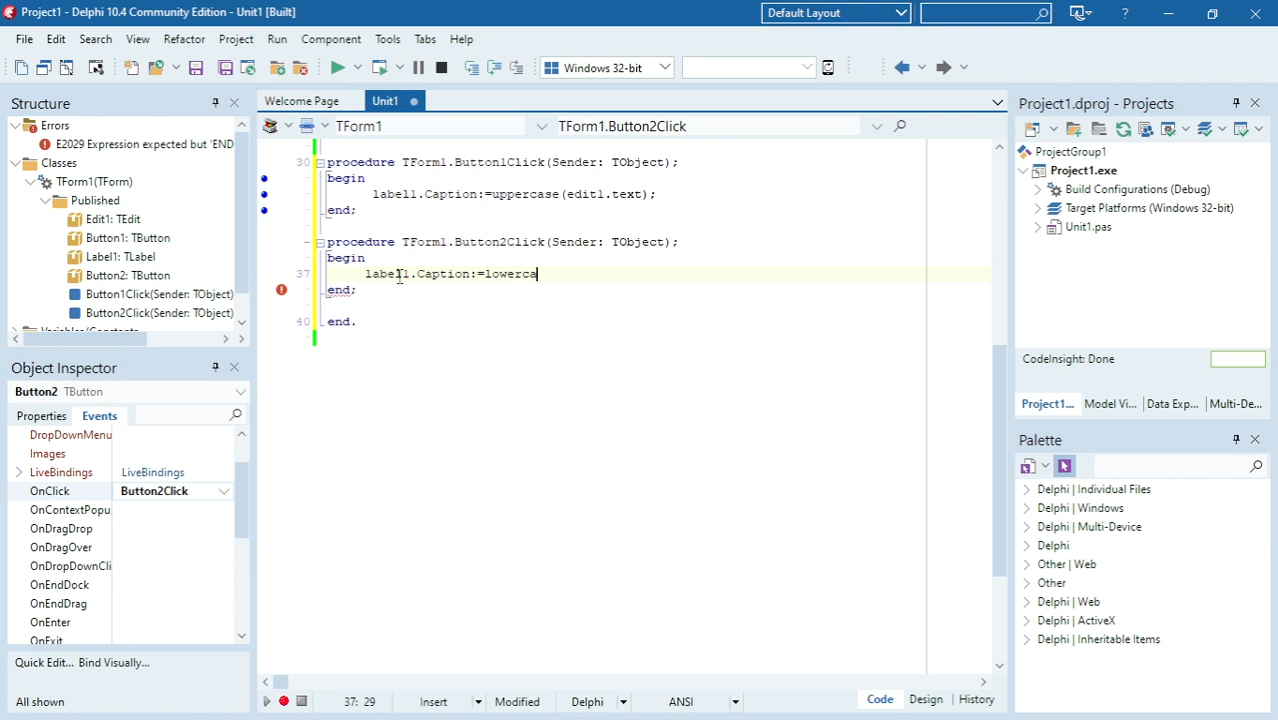 Project1 - Delphi 10.4 Community Edition - Unit1 [Built]
Default Layout
?
File Edit Search View Refactor Project Run Component Tools Tabs Help
Windows 32-bit
Structure
Errors
E2029 Expression expected but 'END
Classes
TForm1(TForm)
Published
Edit1: TEdit
Button1: TButton
Label1: TLabel
Button2: TButton
Button1Click(Sender: TObject)
Button2Click(Sender: TObject)
Variables/Constants
Object Inspector
Button2 TButton
Properties Events
DropDownMenu
Images
LiveBindings LiveBindings
OnClick Button2Click
OnContextPopu
OnDragDrop
OnDragOver
OnDropDownCli
OnEndDock
OnEndDrag
OnEnter
OnExit
Quick Edit... Bind Visually...
All shown
Welcome Page Unit1
TForm1 TForm1.Button2Click
30 procedure TForm1.Button1Click(Sender: TObject);
begin
label1.Caption:=uppercase(edit1.text);
end;
procedure TForm1.Button2Click(Sender: TObject);
begin
37 label1.Caption:=lowerca
end;
40 end.
37: 29 Insert Modified Delphi ANSI Code Design History
Project1.dproj - Projects
ProjectGroup1
Project1.exe
Build Configurations (Debug)
Target Platforms (Windows 32-bit)
Unit1.pas
CodeInsight: Done
Project1... Model Vi... Data Exp... Multi-De...
Palette
Delphi | Individual Files
Delphi | Windows
Delphi | Multi-Device
Delphi
Other | Web
Other
Delphi | Web
Delphi | ActiveX
Delphi | Inheritable Items